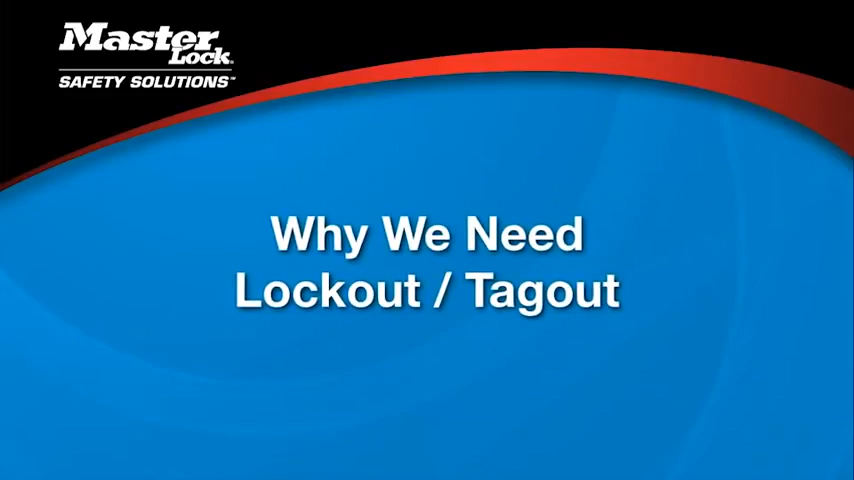 Master
Lock®
SAFETY SOLUTIONS™
Why We Need
Lockout / Tagout